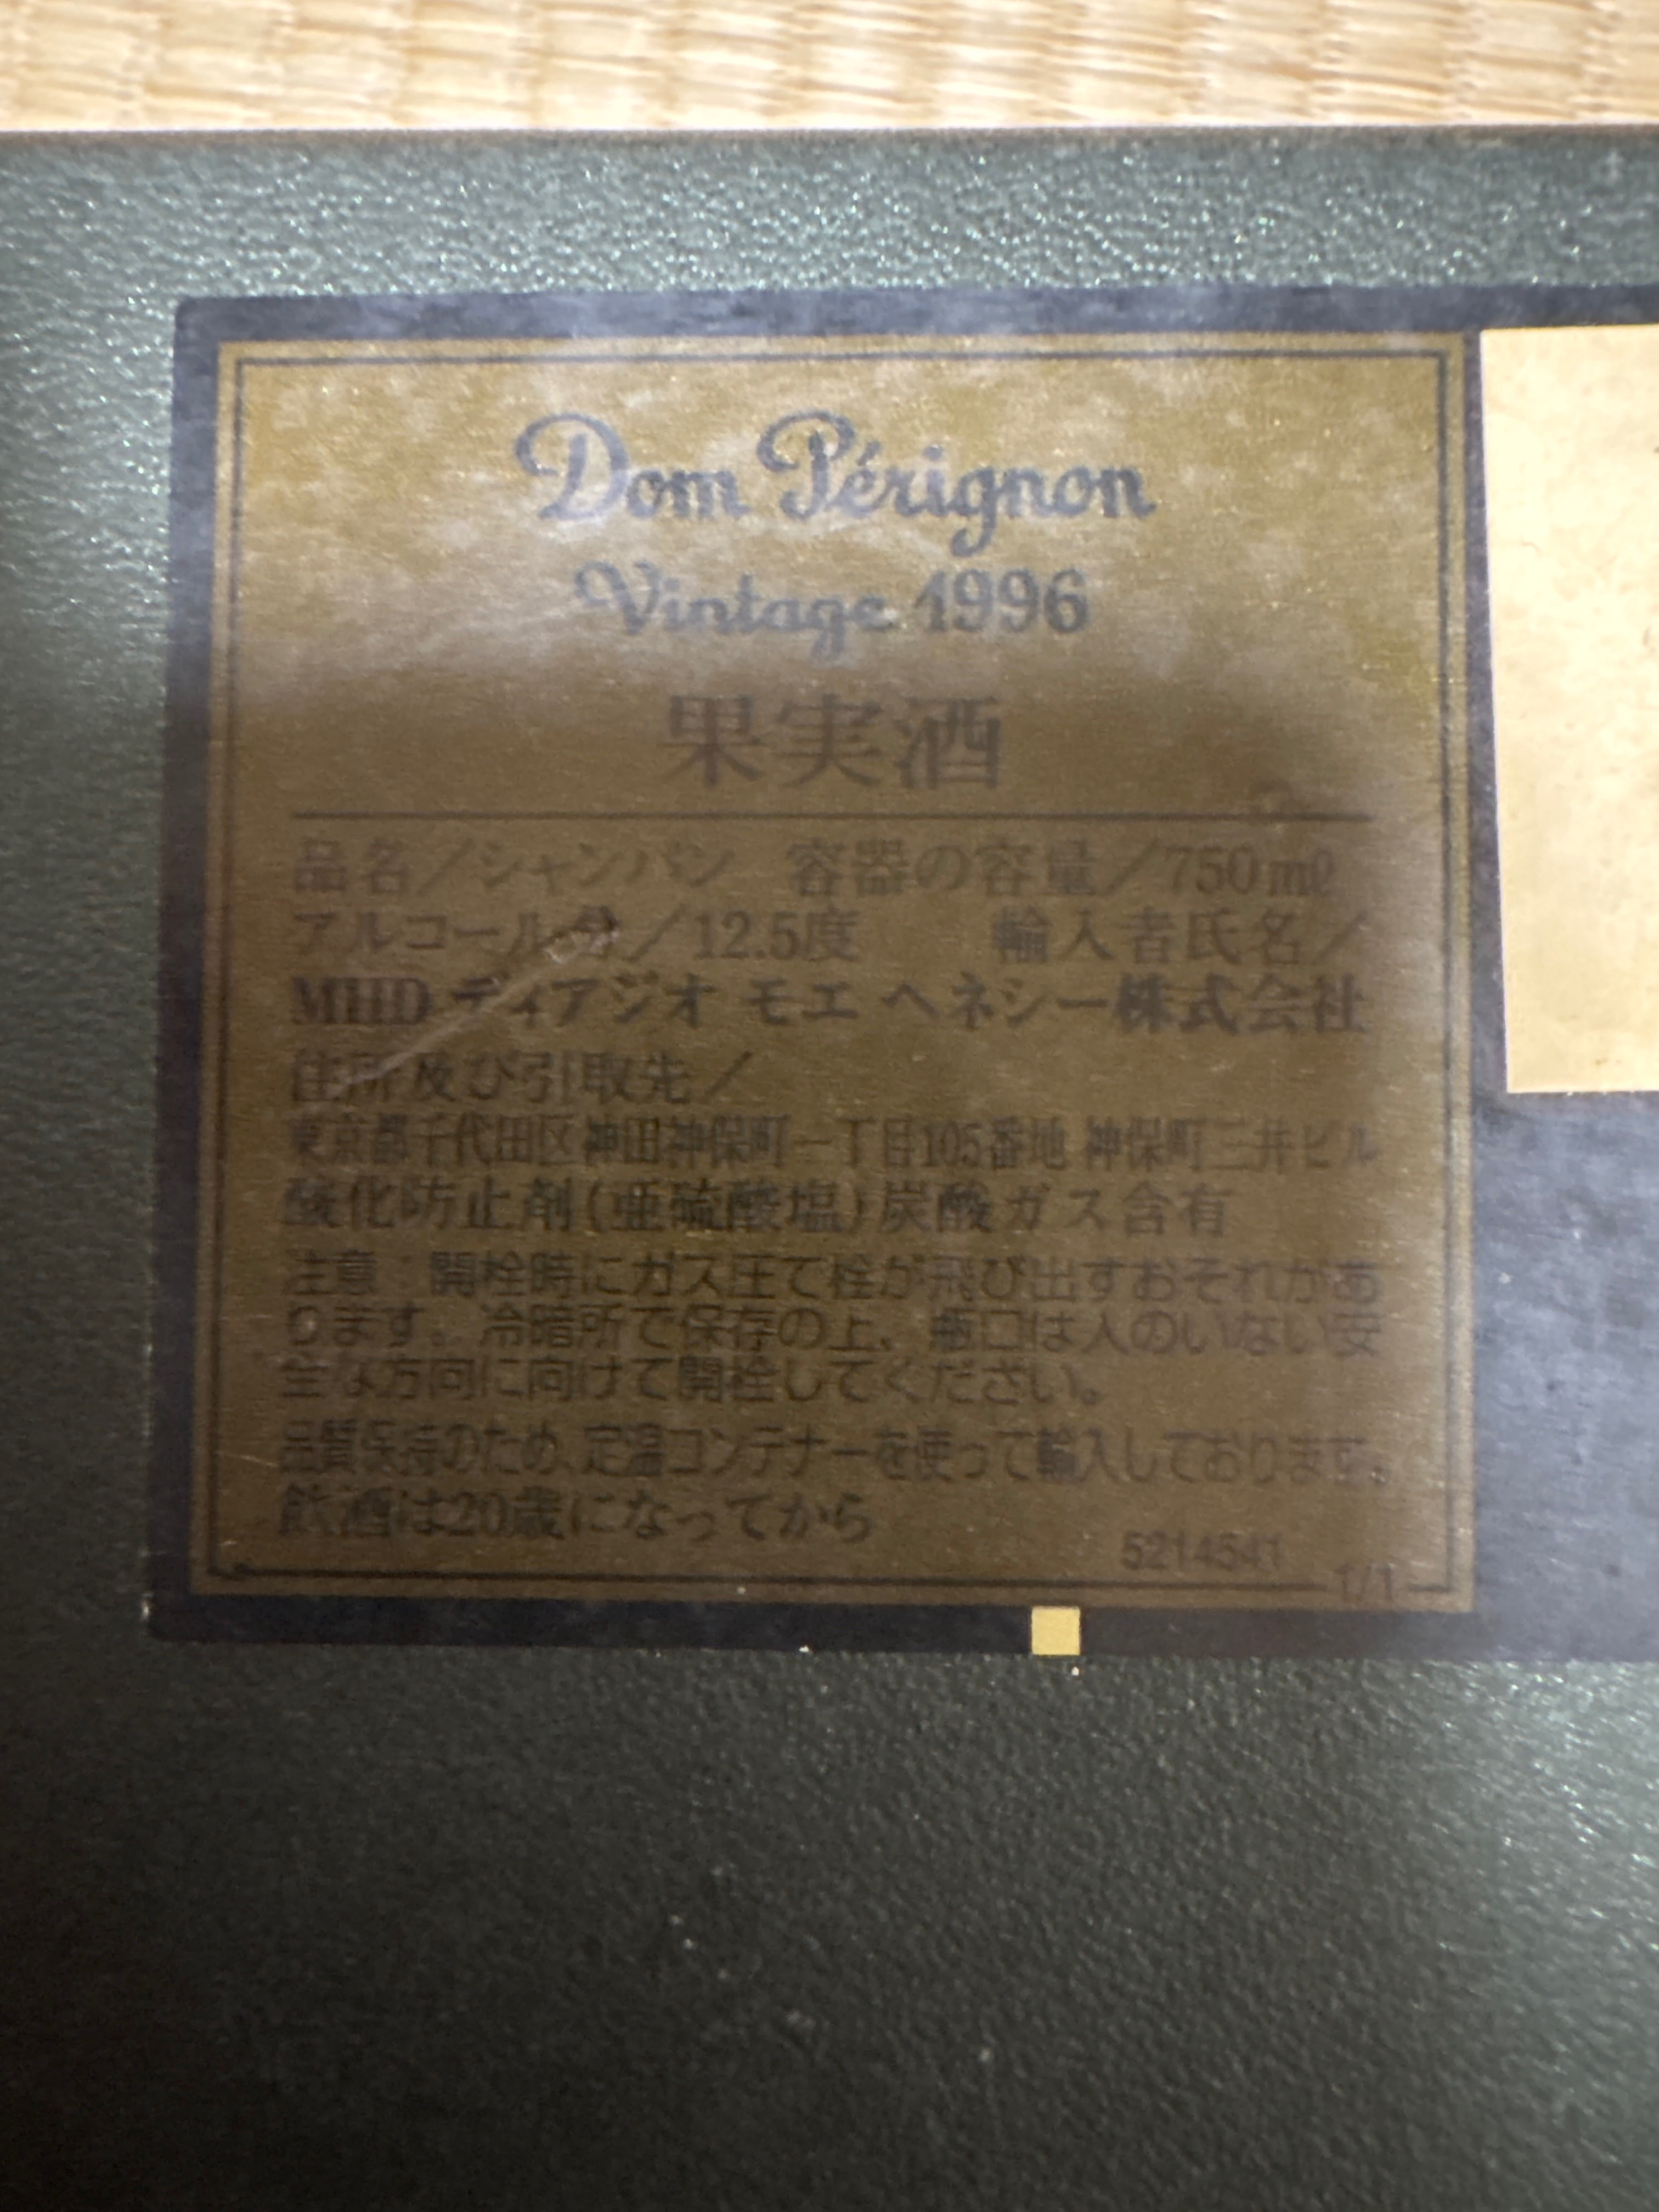 Dom Pérignon
Vintage 1996
果実酒
品名／シャンパン　容器の容量／750mℓ
アルコール分／12.5度　　輸入者氏名／
MHD ディアジオ モエ ヘネシー株式会社
住所及び引取先／
東京都千代田区神田神保町一丁目105番地 神保町三井ビル
酸化防止剤(亜硫酸塩)炭酸ガス含有
注意：開栓時にガス圧で栓が飛び出すおそれがあ
ります。冷暗所で保存の上、瓶口は人のいない安
全な方向に向けて開栓してください。
品質保持のため、定温コンテナーを使って輸入しております。
飲酒は20歳になってから
5214541
1/1